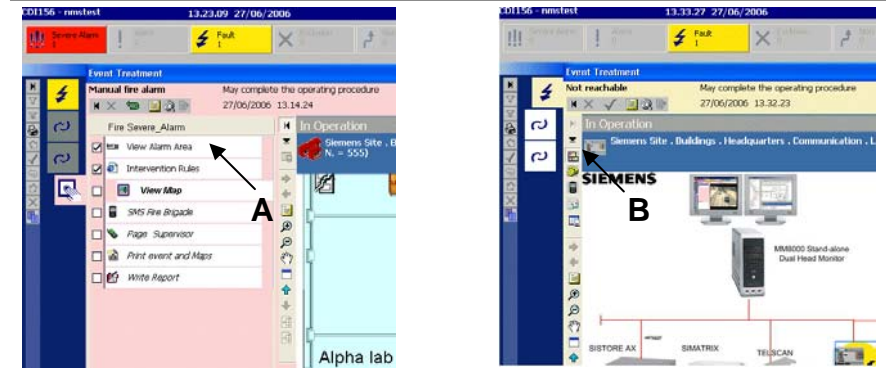 CDI156 - nmstest 13.23.09 27/06/2006
Severe Alarm
1
Fault
1
Event Treatment
Manual fire alarm May complete the operating procedure
27/06/2006 13.14.24
Fire Severe_Alarm
In Operation
Siemens Site . B
N. = 555)
View Alarm Area
Intervention Rules
View Map
SMS Fire Brigade
Page Supervisor
Print event and Maps
Write Report
A
Alpha lab
CDI156 - nmstest 13.33.27 27/06/2006
Fault
1
Event Treatment
Not reachable May complete the operating procedure
27/06/2006 13.32.23
In Operation
Siemens Site . Buildings . Headquarters . Communication . L
SIEMENS
B
MM8000 Stand-alone
Dual Head Monitor
SISTORE AX
SIMATRIX
TELSCAN